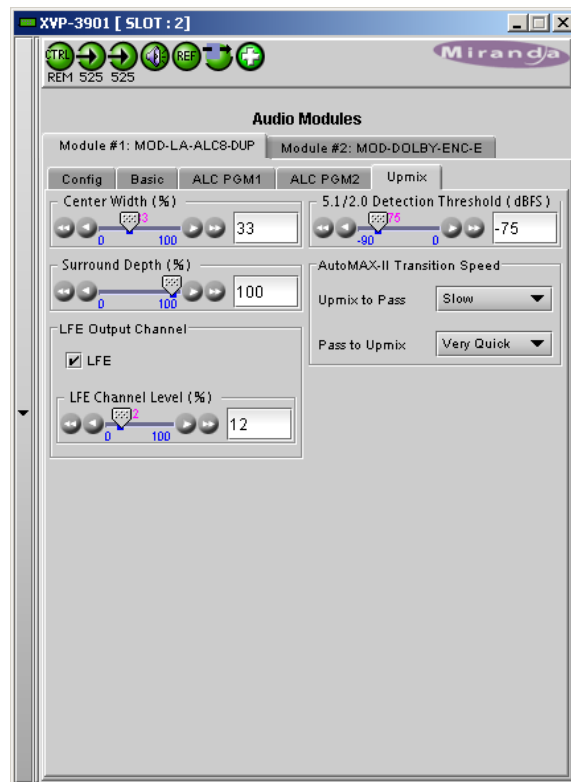 XVP-3901 [ SLOT : 2]
CTRL REF
REM 525 525
Miranda
Audio Modules
Module #1: MOD-LA-ALC8-DUP Module #2: MOD-DOLBY-ENC-E
Config Basic ALC PGM1 ALC PGM2 Upmix
Center Width (%)
33
0 100
Surround Depth (%)
100
0 100
LFE Output Channel
LFE
LFE Channel Level (%)
12
0 100
5.1/2.0 Detection Threshold ( dBFS )
-75
-90 0
AutoMAX-II Transition Speed
Upmix to Pass Slow
Pass to Upmix Very Quick